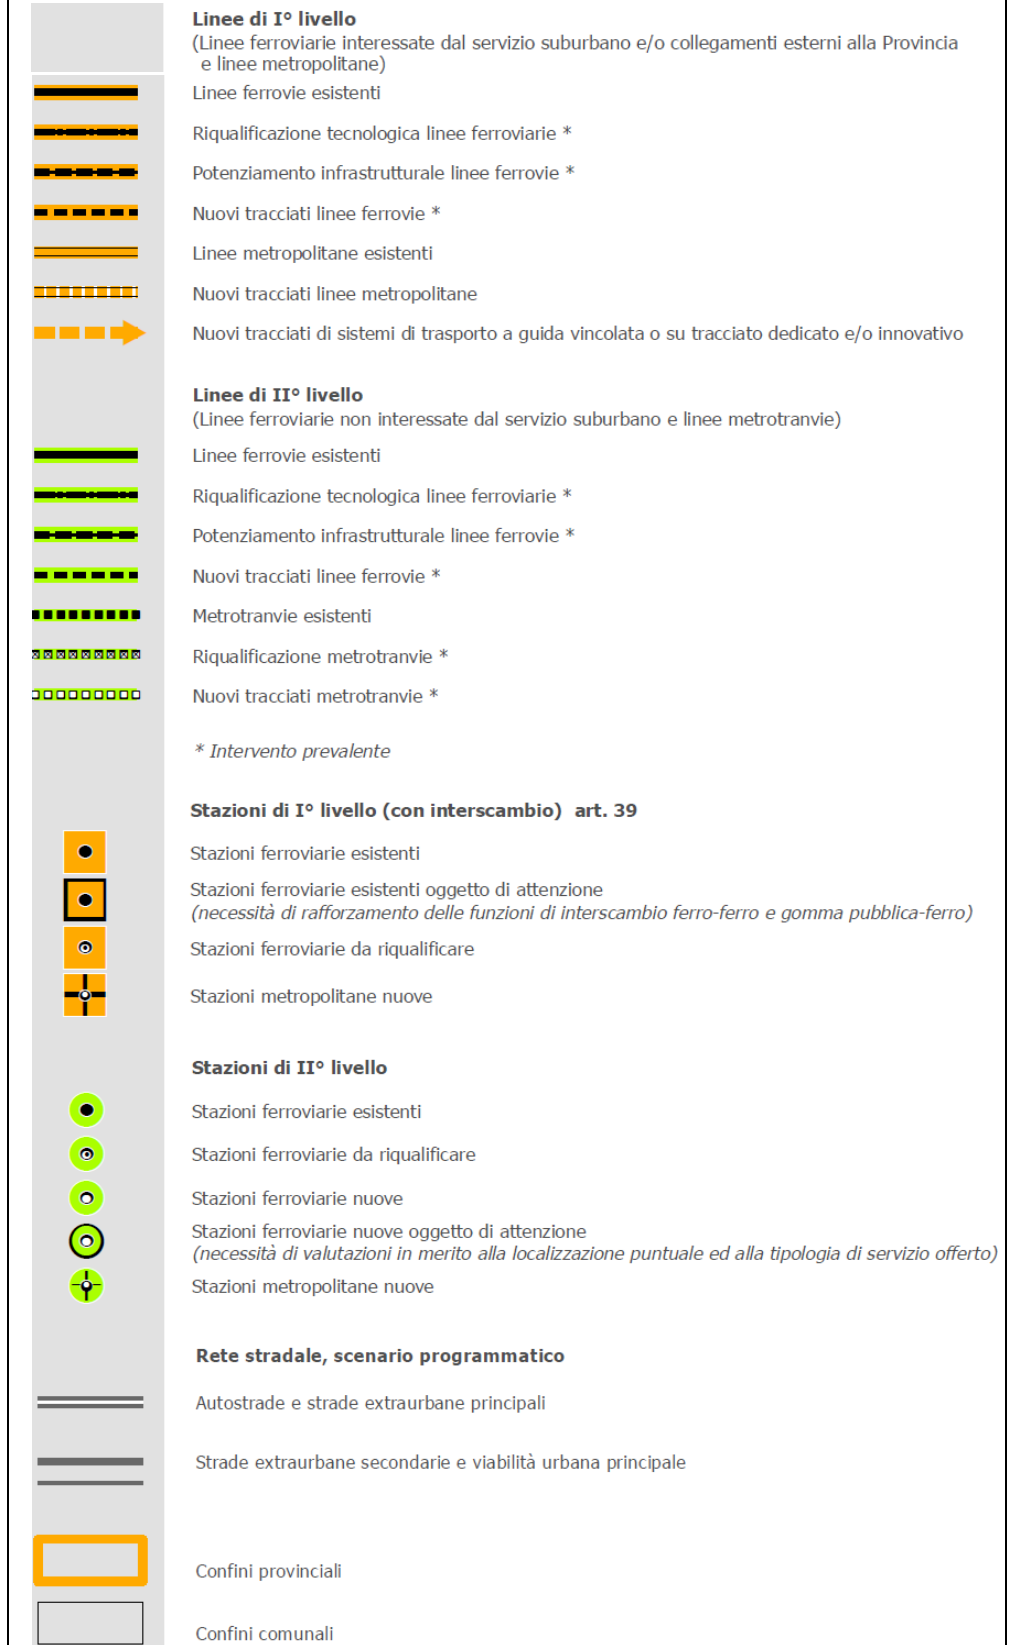 Linee di I° livello
(Linee ferroviarie interessate dal servizio suburbano e/o collegamenti esterni alla Provincia
e linee metropolitane)
Linee ferrovie esistenti
Riqualificazione tecnologica linee ferroviarie *
Potenziamento infrastrutturale linee ferrovie *
Nuovi tracciati linee ferrovie *
Linee metropolitane esistenti
Nuovi tracciati linee metropolitane
Nuovi tracciati di sistemi di trasporto a guida vincolata o su tracciato dedicato e/o innovativo
Linee di II° livello
(Linee ferroviarie non interessate dal servizio suburbano e linee metrotranvie)
Linee ferrovie esistenti
Riqualificazione tecnologica linee ferroviarie *
Potenziamento infrastrutturale linee ferrovie *
Nuovi tracciati linee ferrovie *
Metrotranvie esistenti
Riqualificazione metrotranvie *
Nuovi tracciati metrotranvie *
* Intervento prevalente
Stazioni di I° livello (con interscambio) art. 39
Stazioni ferroviarie esistenti
Stazioni ferroviarie esistenti oggetto di attenzione
(necessità di rafforzamento delle funzioni di interscambio ferro-ferro e gomma pubblica-ferro)
Stazioni ferroviarie da riqualificare
Stazioni metropolitane nuove
Stazioni di II° livello
Stazioni ferroviarie esistenti
Stazioni ferroviarie da riqualificare
Stazioni ferroviarie nuove
Stazioni ferroviarie nuove oggetto di attenzione
(necessità di valutazioni in merito alla localizzazione puntuale ed alla tipologia di servizio offerto)
Stazioni metropolitane nuove
Rete stradale, scenario programmatico
Autostrade e strade extraurbane principali
Strade extraurbane secondarie e viabilità urbana principale
Confini provinciali
Confini comunali